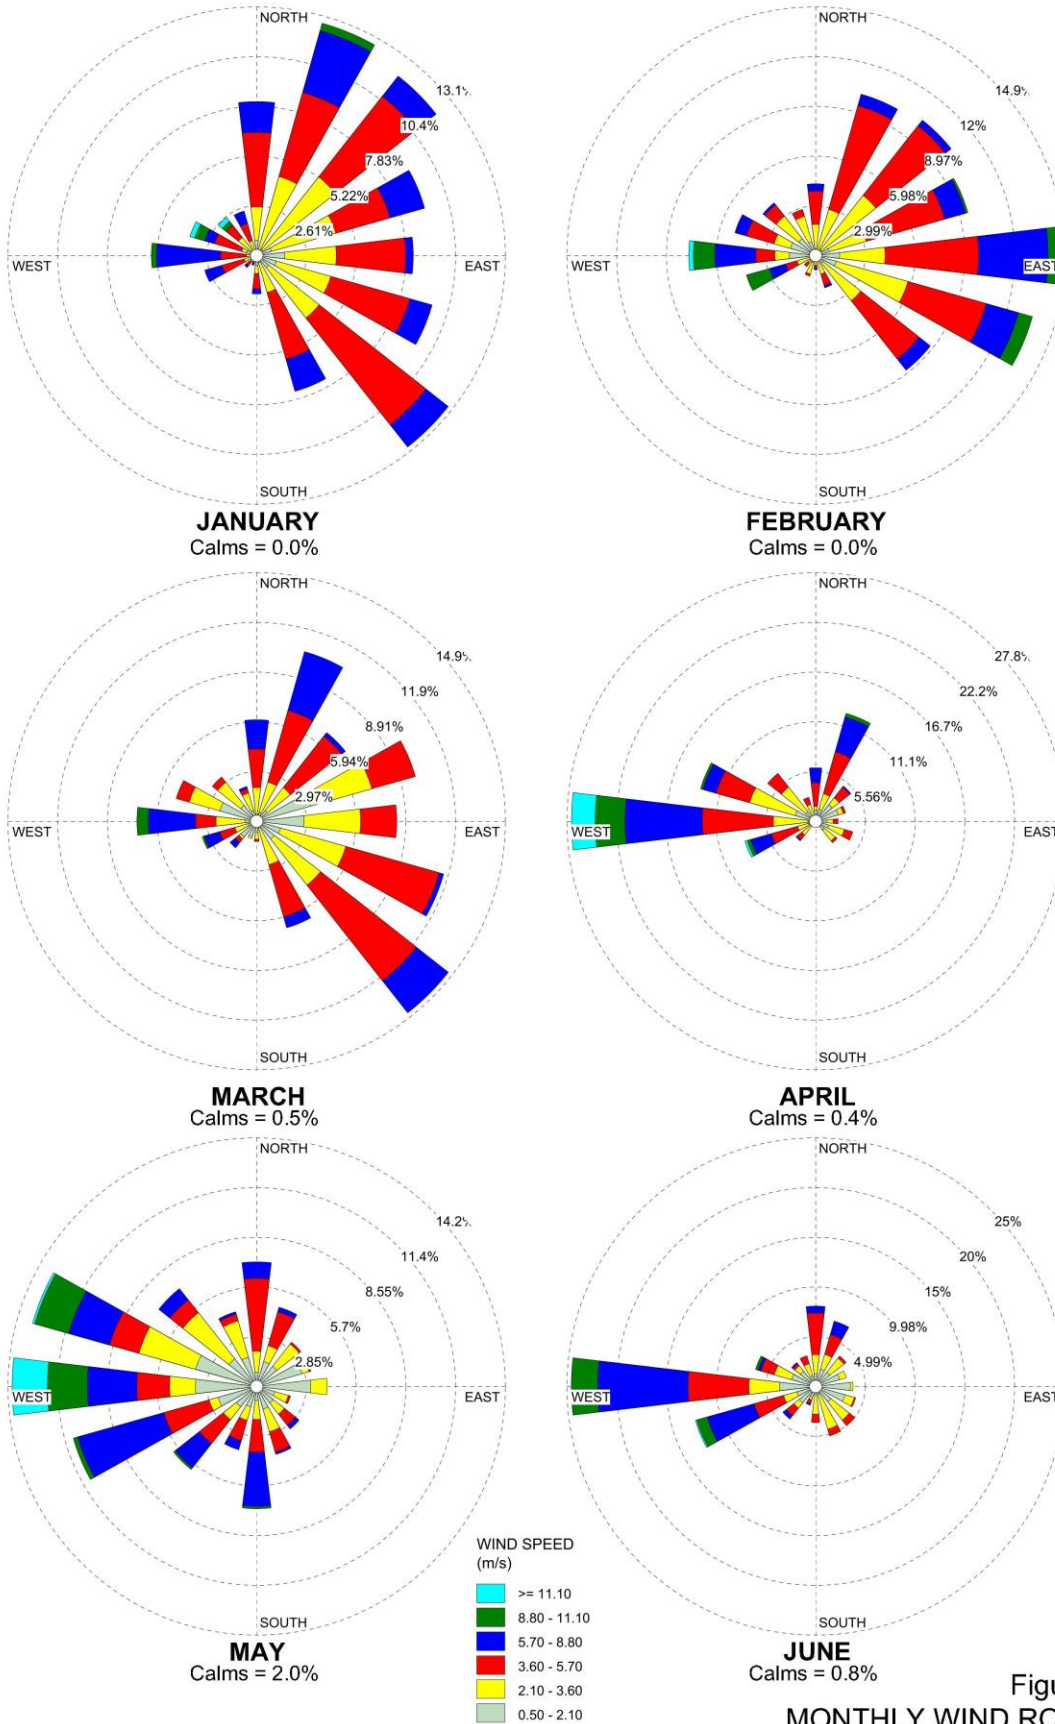 NORTH
13.1%
10.4%
7.83%
5.22%
2.61%
WEST
EAST
SOUTH
JANUARY
Calms = 0.0%
NORTH
14.9%
12%
8.97%
5.98%
2.99%
WEST
EAST
SOUTH
FEBRUARY
Calms = 0.0%
NORTH
14.9%
11.9%
8.91%
5.94%
2.97%
WEST
EAST
SOUTH
MARCH
Calms = 0.5%
NORTH
27.8%
22.2%
16.7%
11.1%
5.56%
WEST
EAST
SOUTH
APRIL
Calms = 0.4%
NORTH
14.2%
11.4%
8.55%
5.7%
2.85%
WEST
EAST
SOUTH
MAY
Calms = 2.0%
NORTH
25%
20%
15%
9.98%
4.99%
WEST
EAST
SOUTH
JUNE
Calms = 0.8%
WIND SPEED
(m/s)
>= 11.10
8.80 - 11.10
5.70 - 8.80
3.60 - 5.70
2.10 - 3.60
0.50 - 2.10
Figu
MONTHLY WIND RO